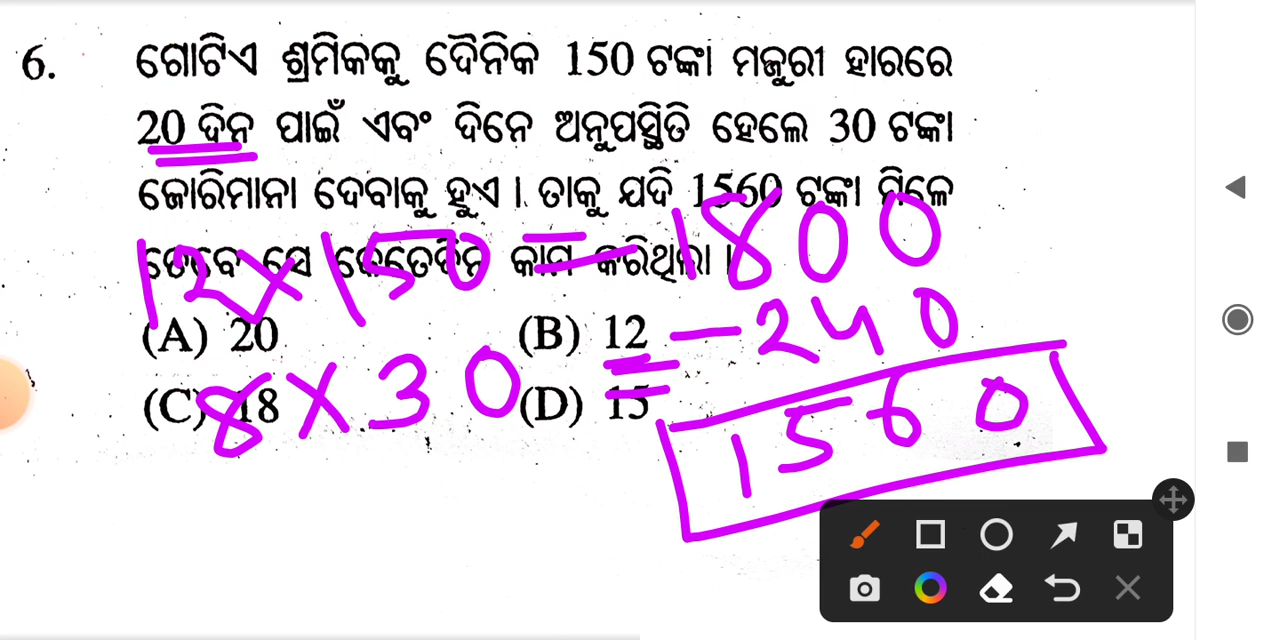 6. ଗୋଟିଏ ଶ୍ରମିକକୁ ଦୈନିକ 150 ଟଙ୍କା ମଜୁରୀ ହାରରେ
20 ଦିନ ପାଇଁ ଏବଂ ଦିନେ ଅନୁପସ୍ଥିତି ହେଲେ 30 ଟଙ୍କା
ଜୋରିମାନା ଦେବାକୁ ହୁଏ । ତାକୁ ଯଦି 1560 ଟଙ୍କା ମିଳେ
ତେବେ ସେ କେତେଦିନ କାମ କରିଥିଲା ।
12 × 150 = 1800
(A) 20 (B) 12
- 240
8 × 30
(C) 18 (D) 15
1560